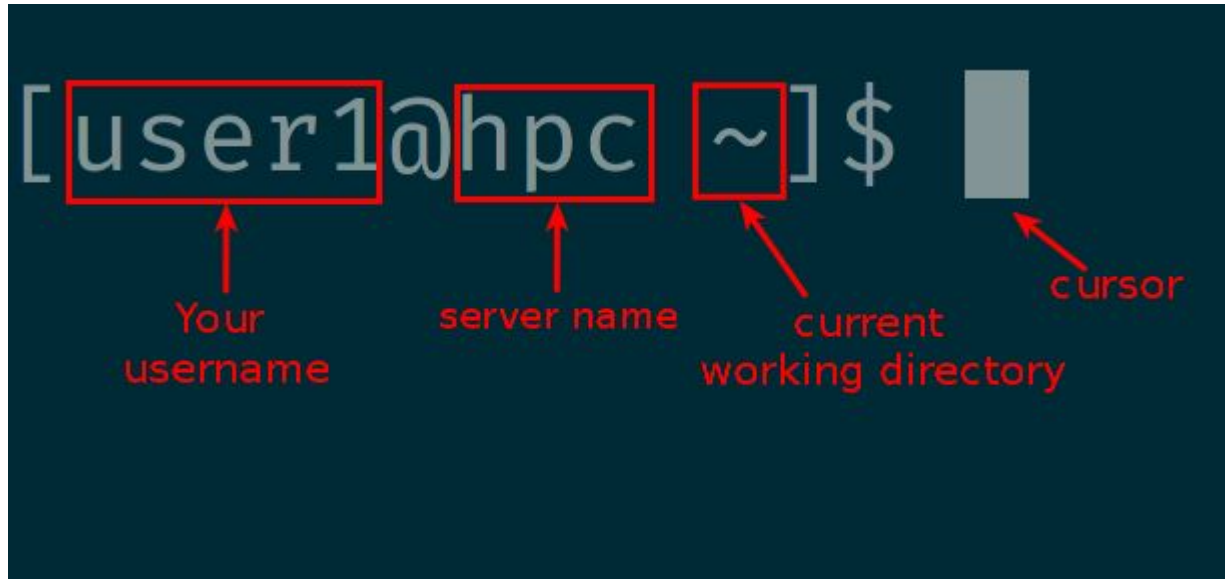 [user1@hpc ~]$
Your
username
server name
current
working directory
cursor